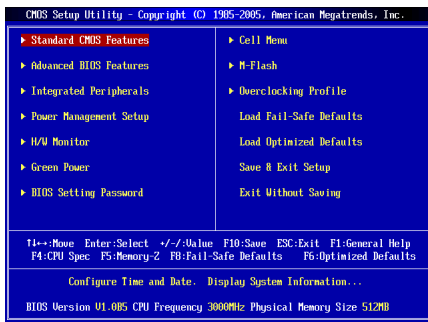 CMOS Setup Utility - Copyright (C) 1985-2005, American Megatrends, Inc.
▶ Standard CMOS Features
▶ Advanced BIOS Features
▶ Integrated Peripherals
▶ Power Management Setup
▶ H/W Monitor
▶ Green Power
▶ BIOS Setting Password
▶ Cell Menu
▶ M-Flash
▶ Overclocking Profile
Load Fail-Safe Defaults
Load Optimized Defaults
Save & Exit Setup
Exit Without Saving
↑↓←→:Move Enter:Select +/-/:Value F10:Save ESC:Exit F1:General Help
F4:CPU Spec F5:Memory-Z F8:Fail-Safe Defaults F6:Optimized Defaults
Configure Time and Date. Display System Information...
BIOS Version V1.0B5 CPU Frequency 3000MHz Physical Memory Size 512MB